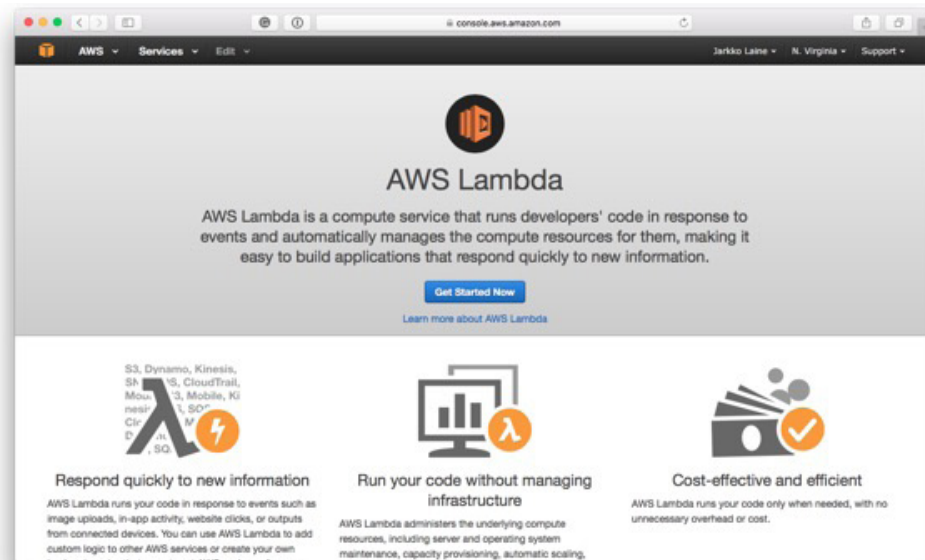 console.aws.amazon.com
AWS Services Edit Jarkko Laine N. Virginia Support
AWS Lambda
AWS Lambda is a compute service that runs developers' code in response to
events and automatically manages the compute resources for them, making it
easy to build applications that respond quickly to new information.
Get Started Now
Learn more about AWS Lambda
S3, Dynamo, Kinesis,
CloudTrail,
Mobile, Ki
SQ
Respond quickly to new information
AWS Lambda runs your code in response to events such as
image uploads, in-app activity, website clicks, or outputs
from connected devices. You can use AWS Lambda to add
custom logic to other AWS services or create your own
Run your code without managing
infrastructure
AWS Lambda administers the underlying compute
resources, including server and operating system
maintenance, capacity provisioning, automatic scaling,
Cost-effective and efficient
AWS Lambda runs your code only when needed, with no
unnecessary overhead or cost.